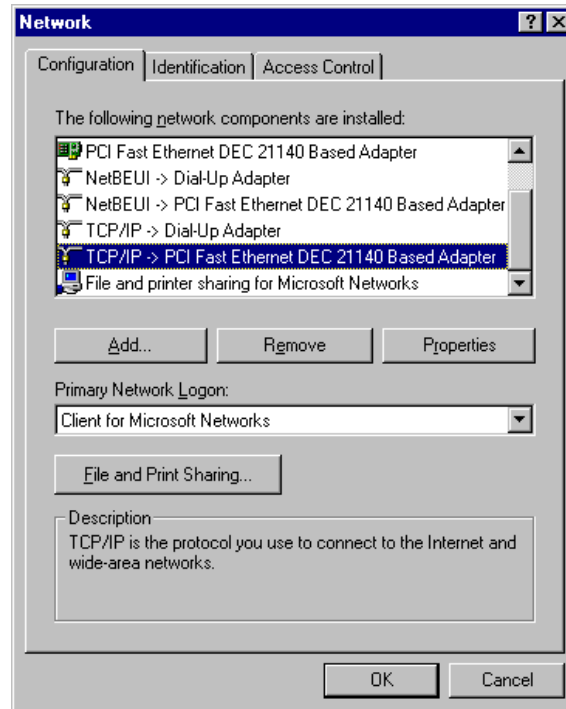 Network
Configuration Identification Access Control
The following network components are installed:
PCI Fast Ethernet DEC 21140 Based Adapter
NetBEUI -> Dial-Up Adapter
NetBEUI -> PCI Fast Ethernet DEC 21140 Based Adapter
TCP/IP -> Dial-Up Adapter
TCP/IP -> PCI Fast Ethernet DEC 21140 Based Adapter
File and printer sharing for Microsoft Networks
Add... Remove Properties
Primary Network Logon:
Client for Microsoft Networks
File and Print Sharing...
Description
TCP/IP is the protocol you use to connect to the Internet and
wide-area networks.
OK Cancel